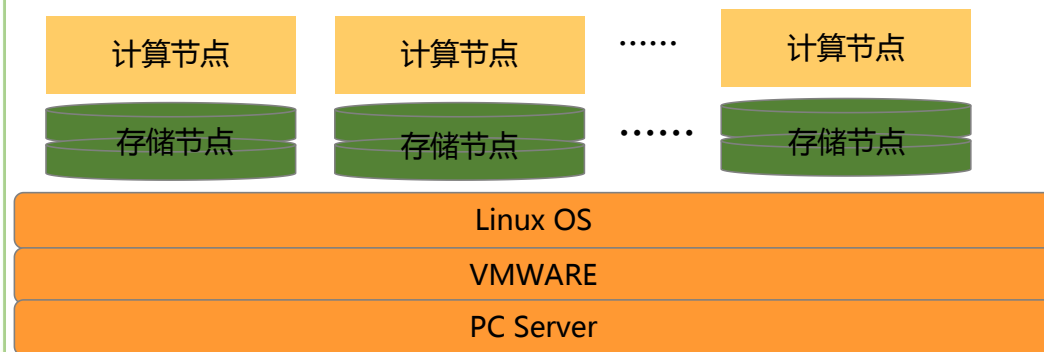 计算节点 计算节点 …… 计算节点
存储节点 存储节点 …… 存储节点
Linux OS
VMWARE
PC Server